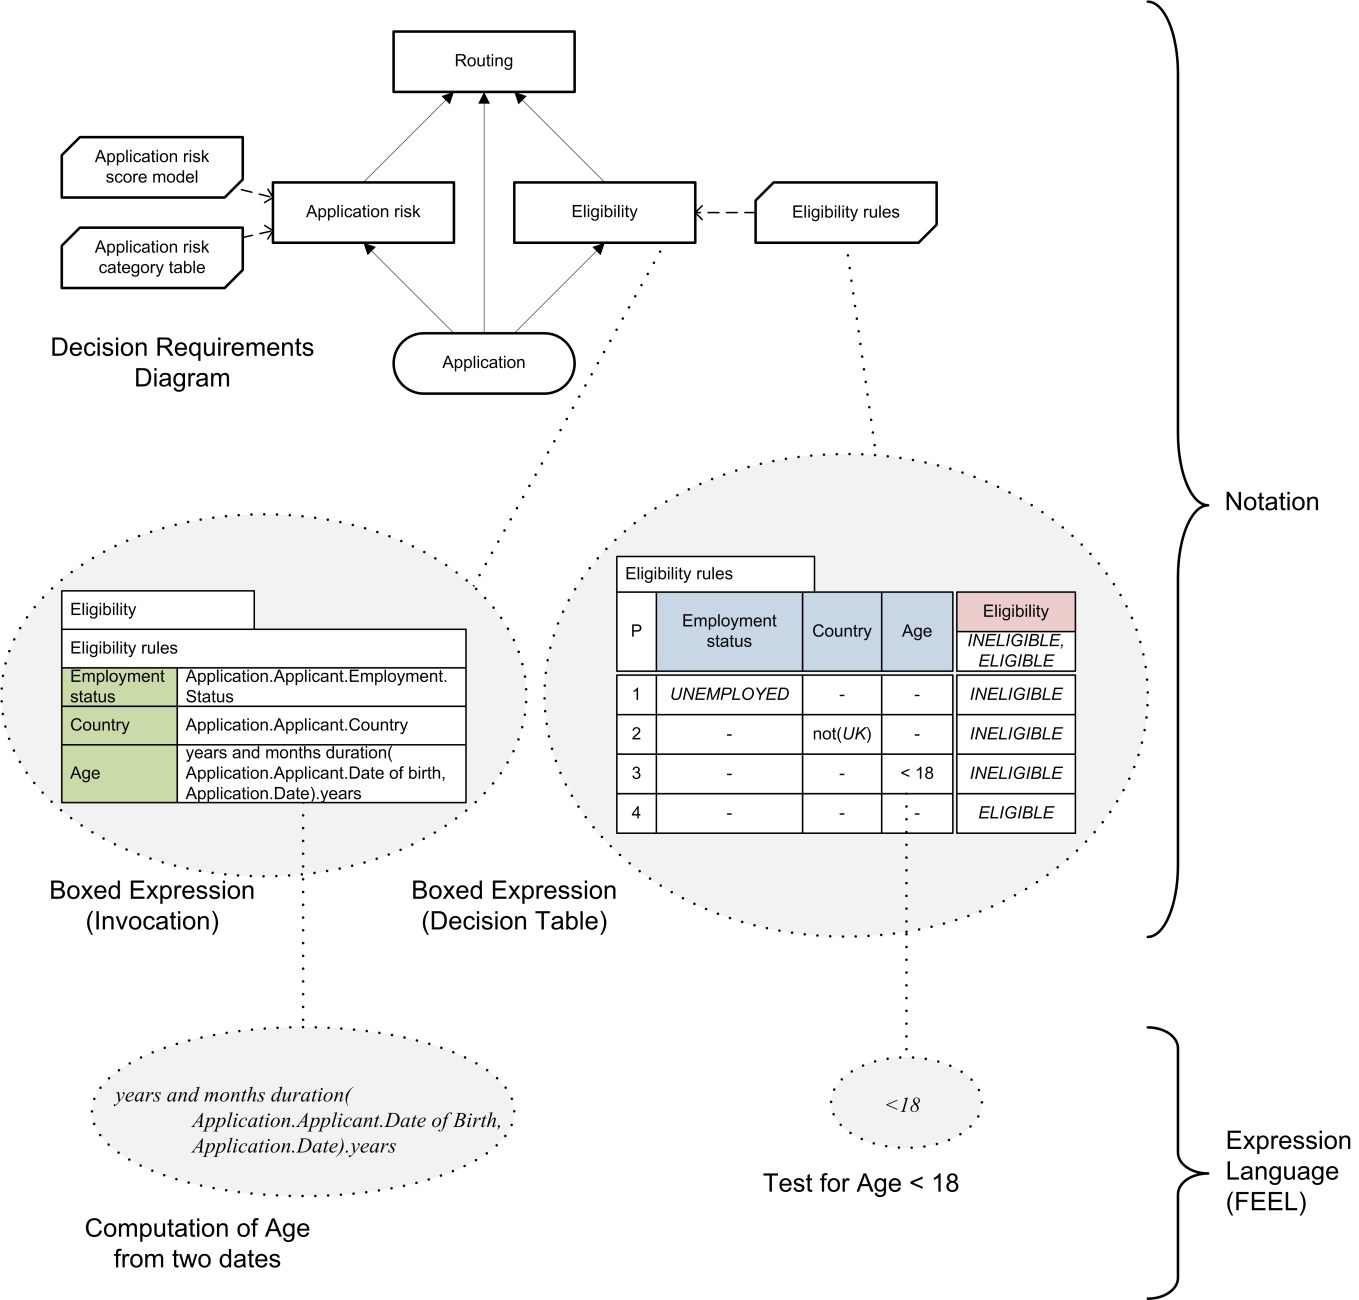 Routing
Application risk
score model
Application risk
Eligibility
Eligibility rules
Application risk
category table
Decision Requirements
Diagram
Application
Notation
Eligibility
Eligibility rules
Employment
status
Application.Applicant.Employment.
Status
Country
Application.Applicant.Country
Age
years and months duration(
Application.Applicant.Date of birth,
Application.Date).years
Boxed Expression
(Invocation)
Eligibility rules
P
Employment
status
Country
Age
Eligibility
INELIGIBLE,
ELIGIBLE
1 UNEMPLOYED - - INELIGIBLE
2 - not(UK) - INELIGIBLE
3 - - < 18 INELIGIBLE
4 - - - ELIGIBLE
Boxed Expression
(Decision Table)
years and months duration(
Application.Applicant.Date of Birth,
Application.Date).years
Computation of Age
from two dates
<18
Test for Age < 18
Expression
Language
(FEEL)